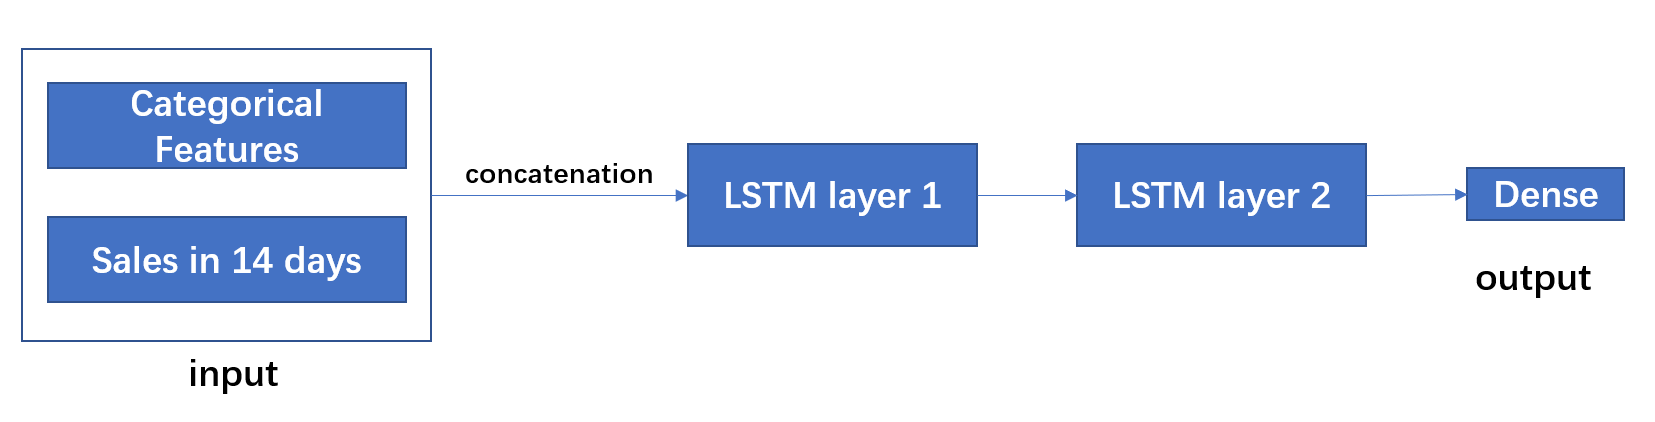 Categorical
Features
Sales in 14 days
input
concatenation
LSTM layer 1
LSTM layer 2
Dense
output